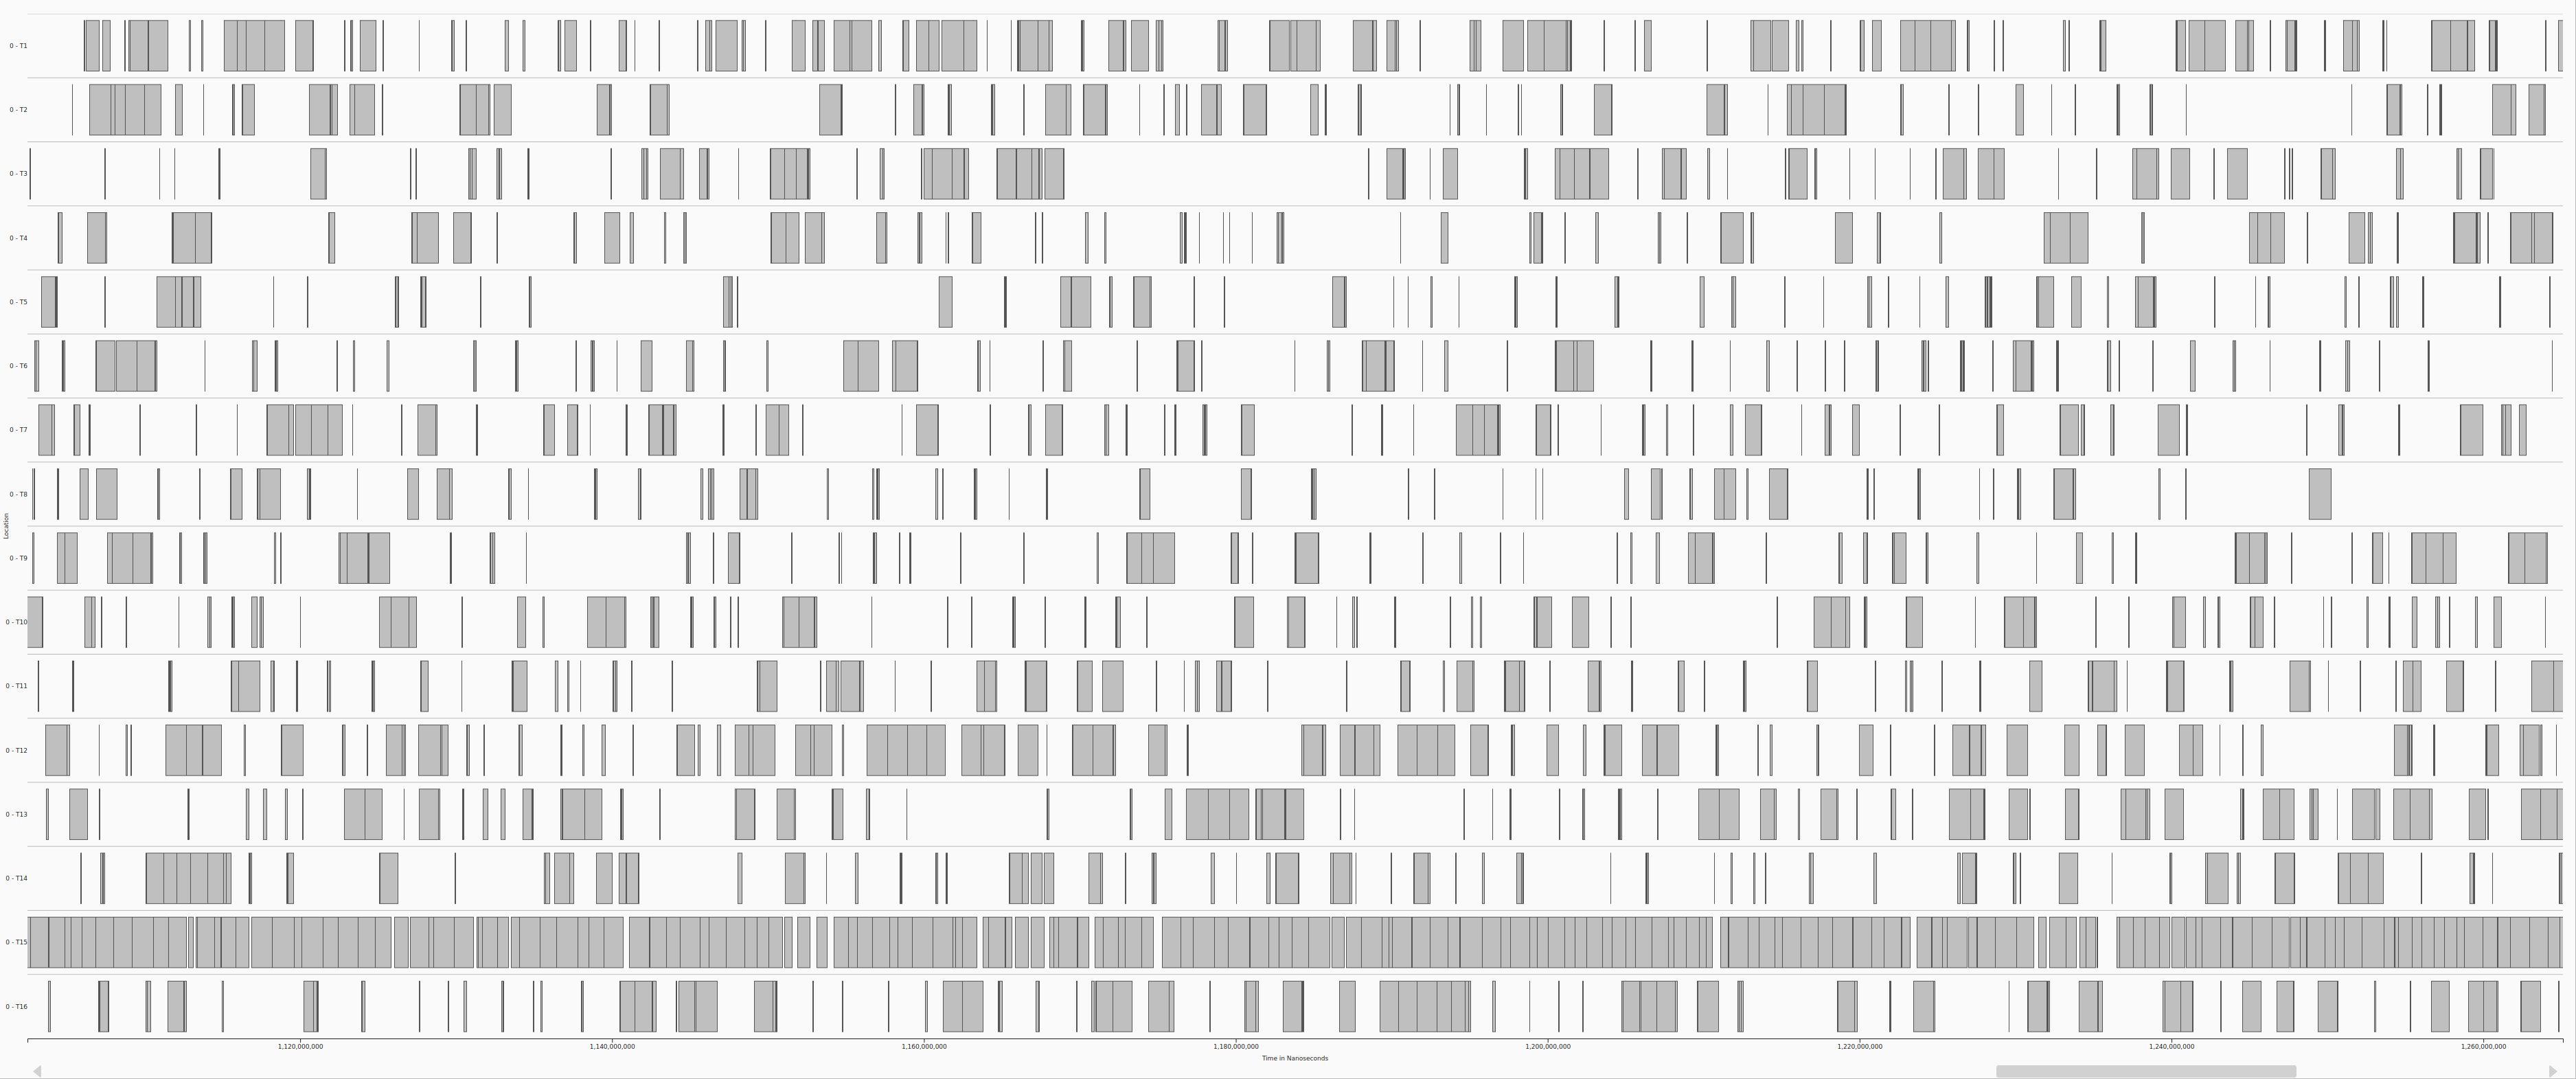 0 - T1
0 - T2
0 - T3
0 - T4
0 - T5
0 - T6
0 - T7
0 - T8
Location
0 - T9
0 - T10
0 - T11
0 - T12
0 - T13
0 - T14
0 - T15
0 - T16
1,120,000,000 1,140,000,000 1,160,000,000 1,180,000,000 1,200,000,000 1,220,000,000 1,240,000,000 1,260,000,000
Time in Nanoseconds